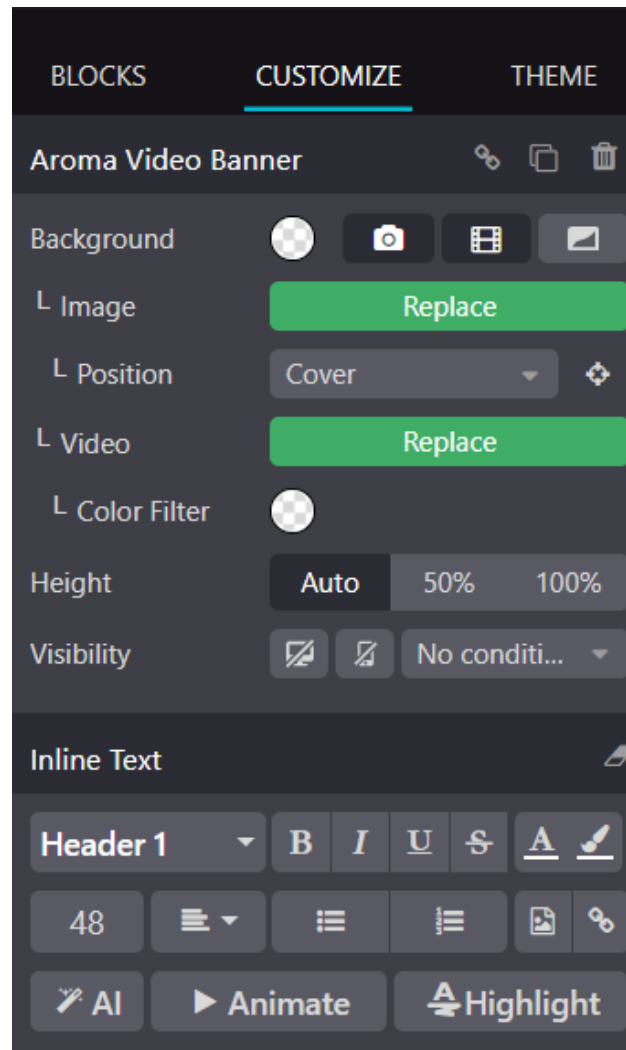 BLOCKS CUSTOMIZE THEME
Aroma Video Banner
Background
└ Image Replace
└ Position Cover
└ Video Replace
└ Color Filter
Height Auto 50% 100%
Visibility No conditi...
Inline Text
Header 1 B I U S A
48
AI Animate A Highlight